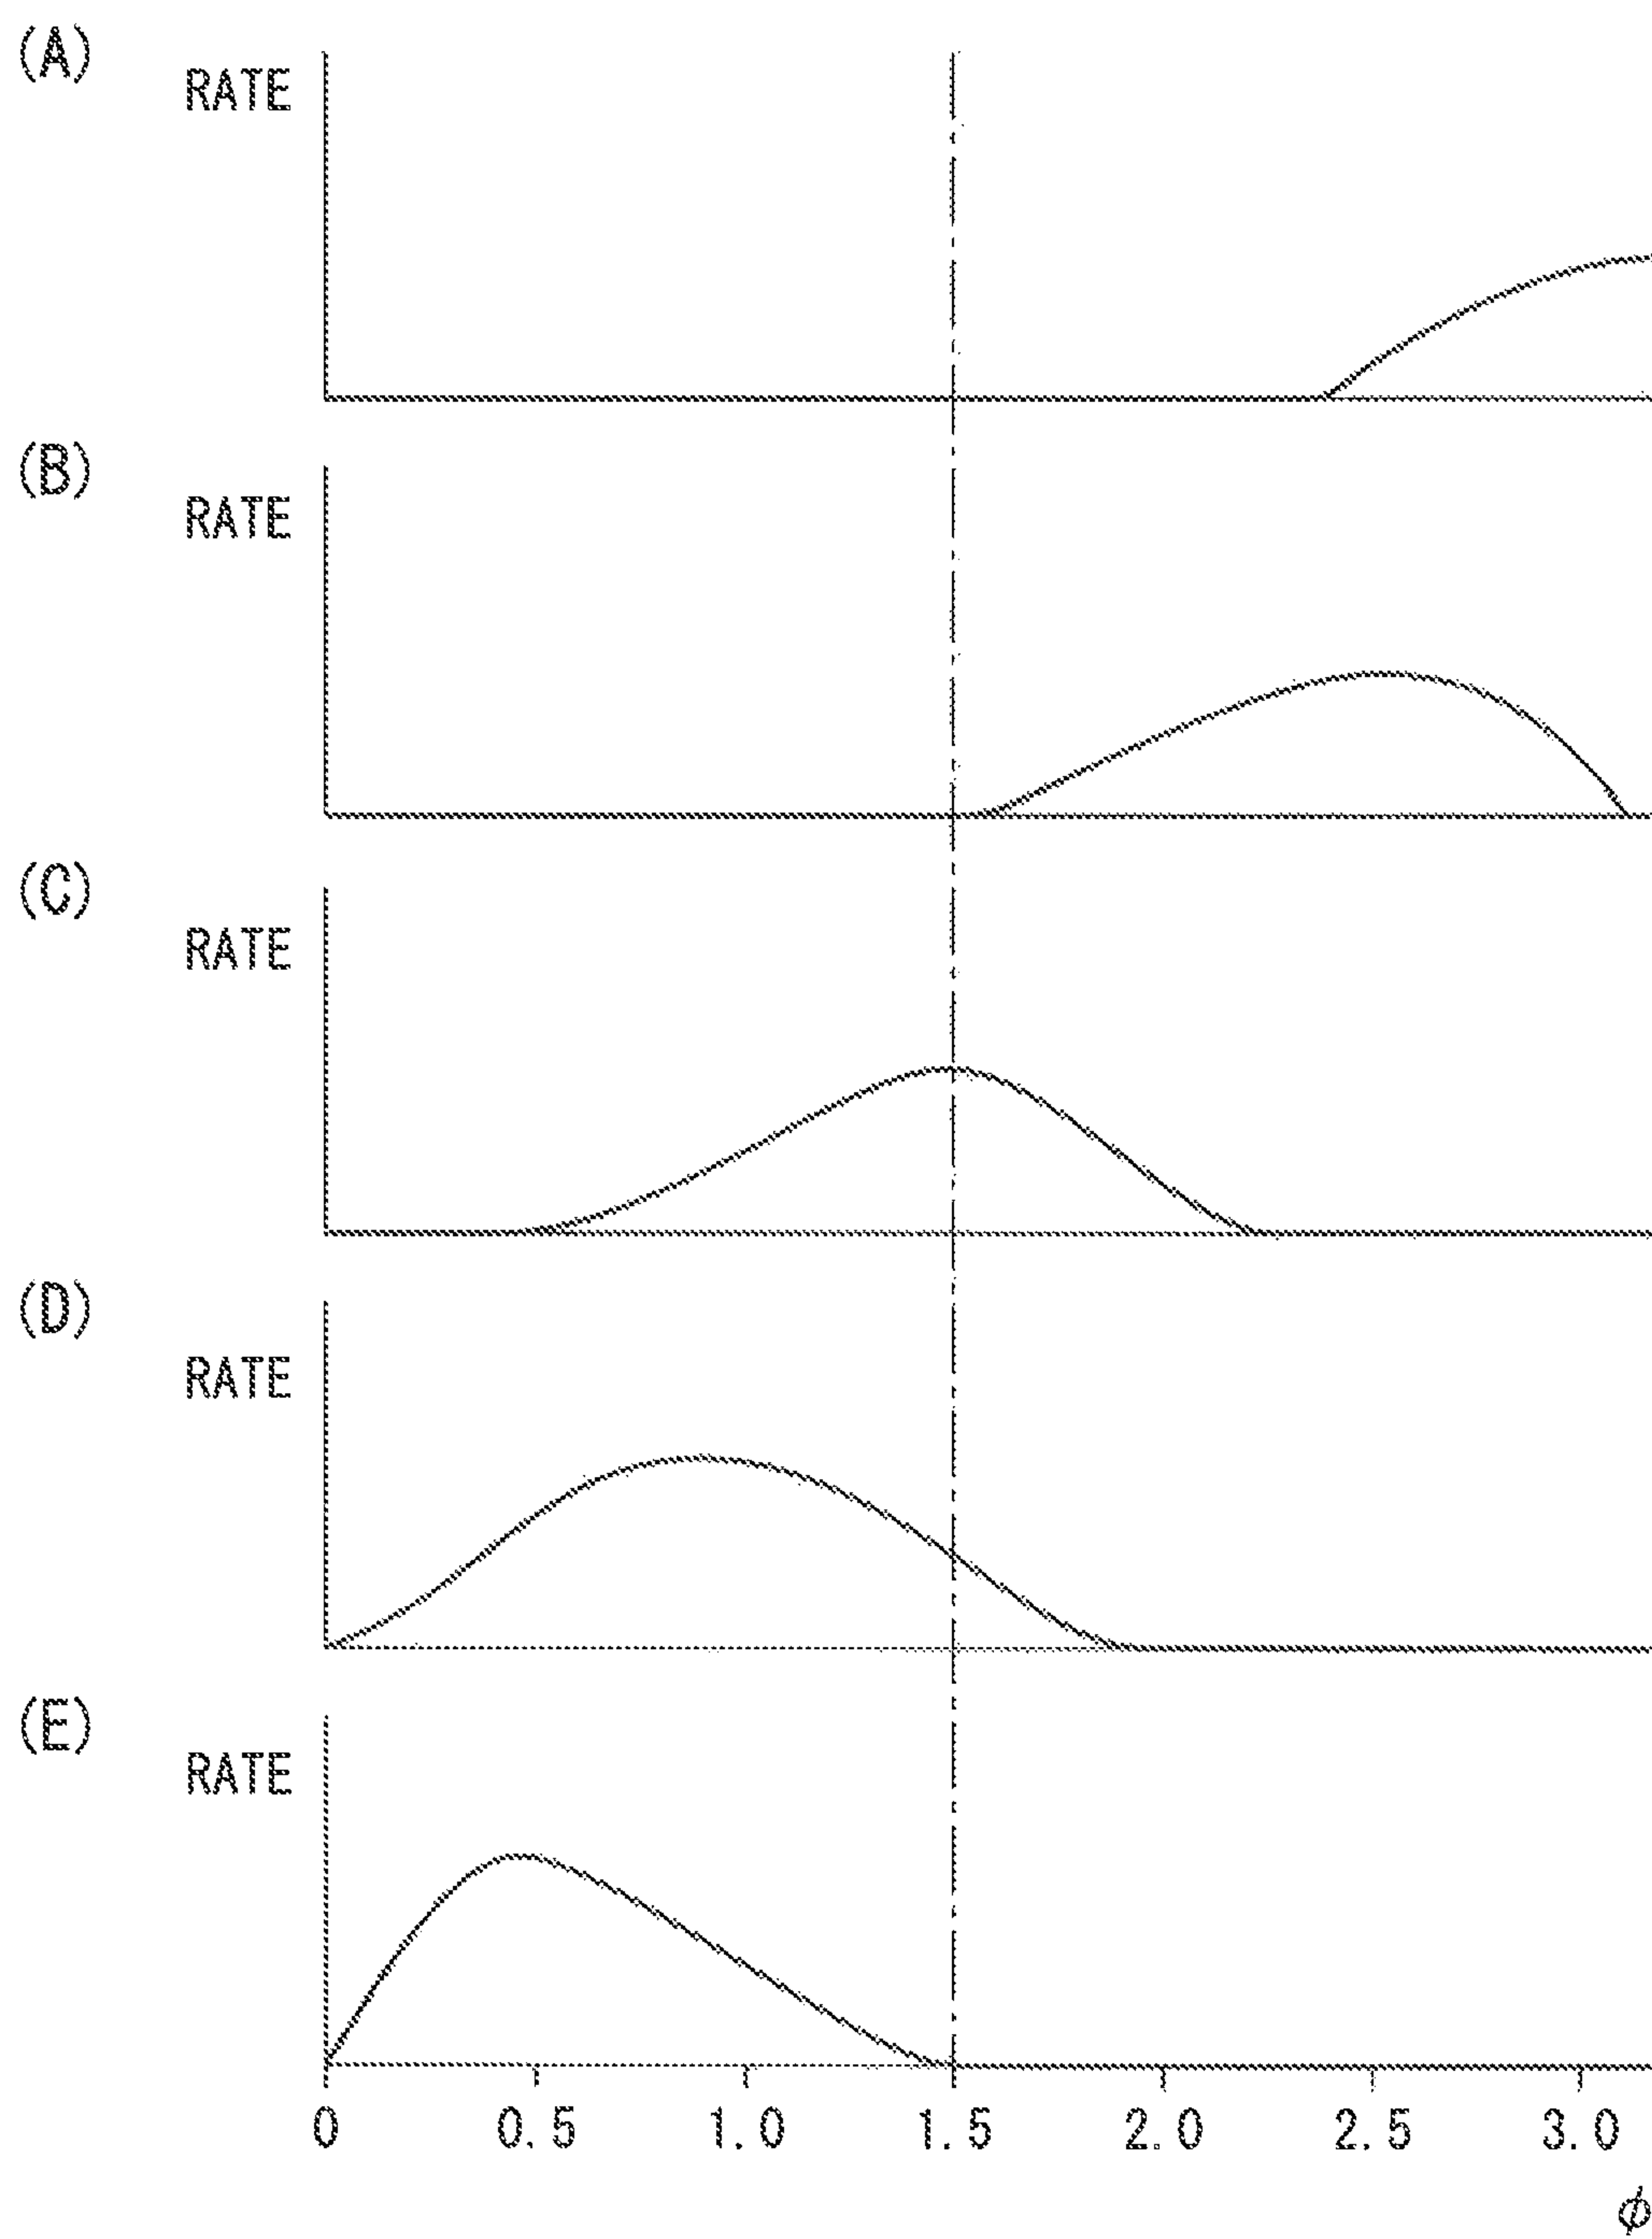 (A)
RATE
(B)
RATE
(C)
RATE
(D)
RATE
(E)
RATE
0 0.5 1.0 1.5 2.0 2.5 3.0
ϕ